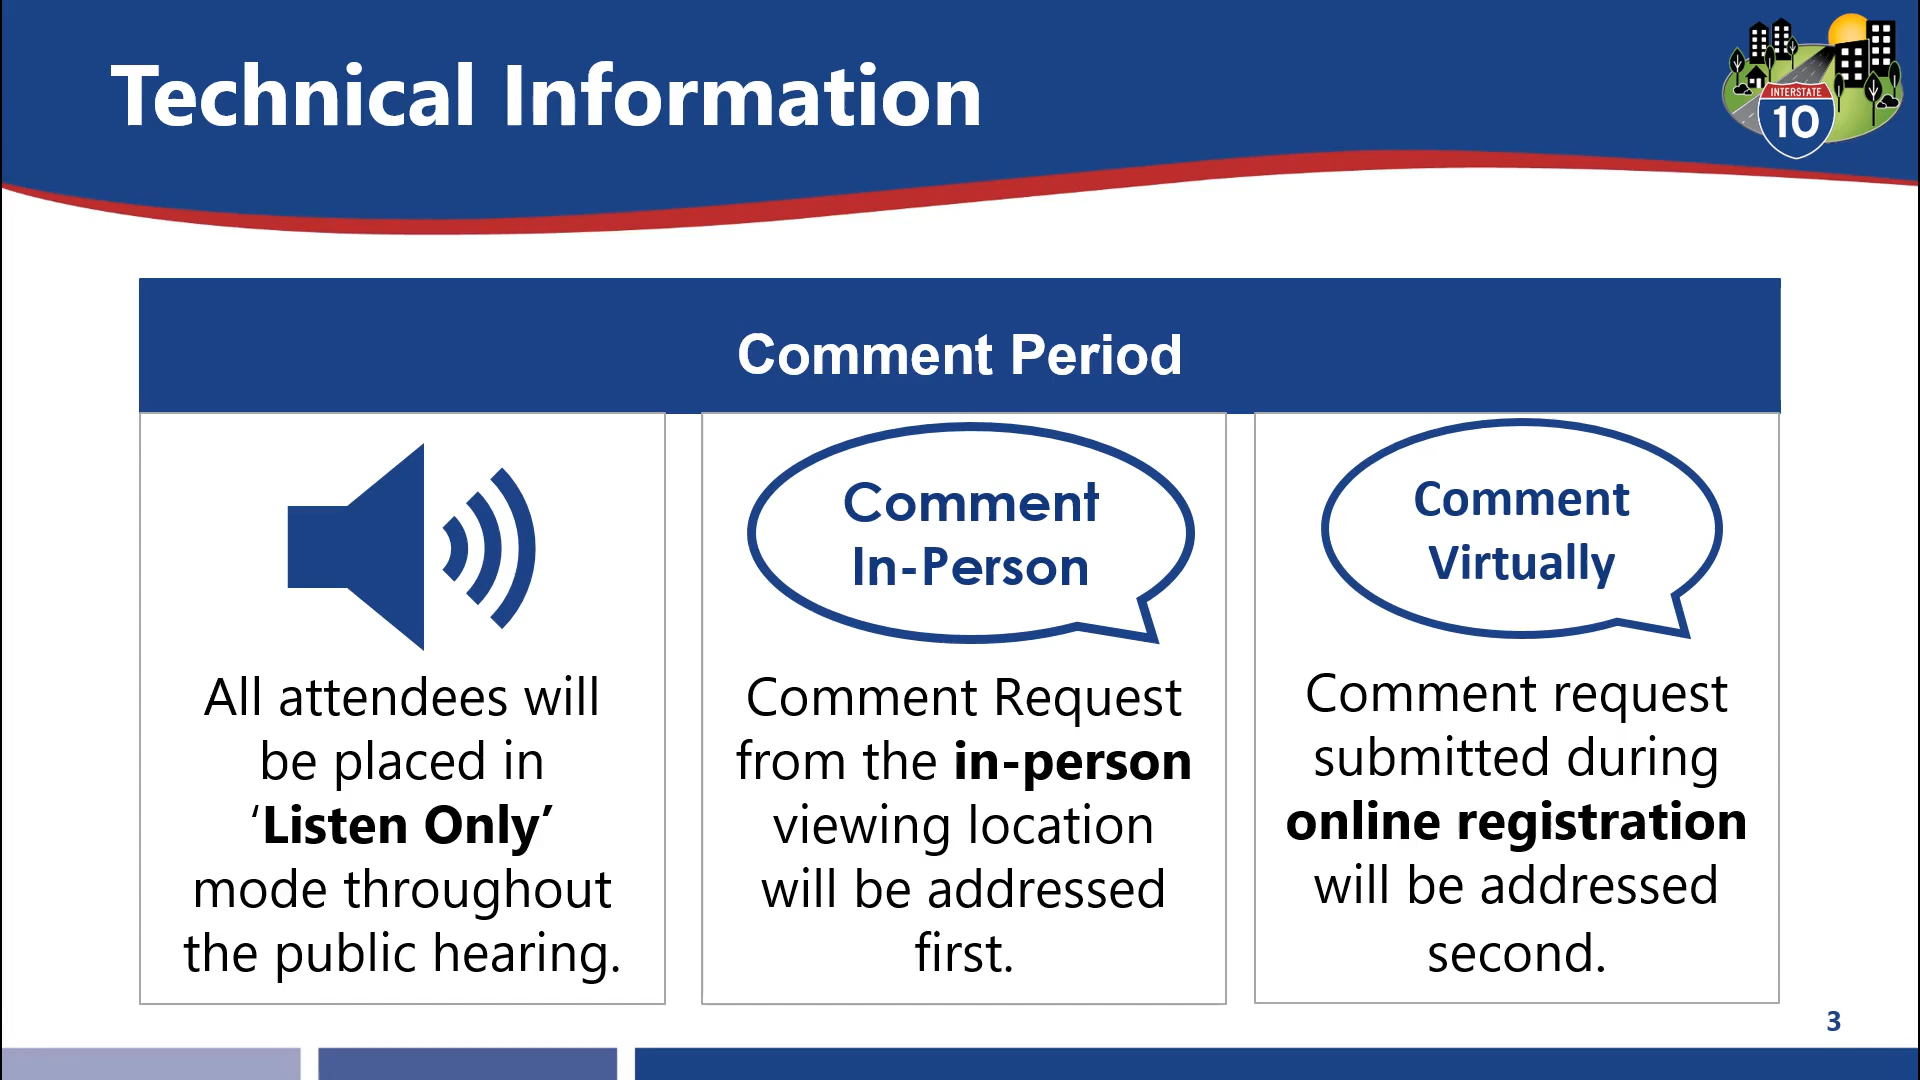 Technical Information
INTERSTATE
10
Comment Period
Comment
In-Person
Comment
Virtually
All attendees will
be placed in
‘Listen Only’
mode throughout
the public hearing.
Comment Request
from the in-person
viewing location
will be addressed
first.
Comment request
submitted during
online registration
will be addressed
second.
3